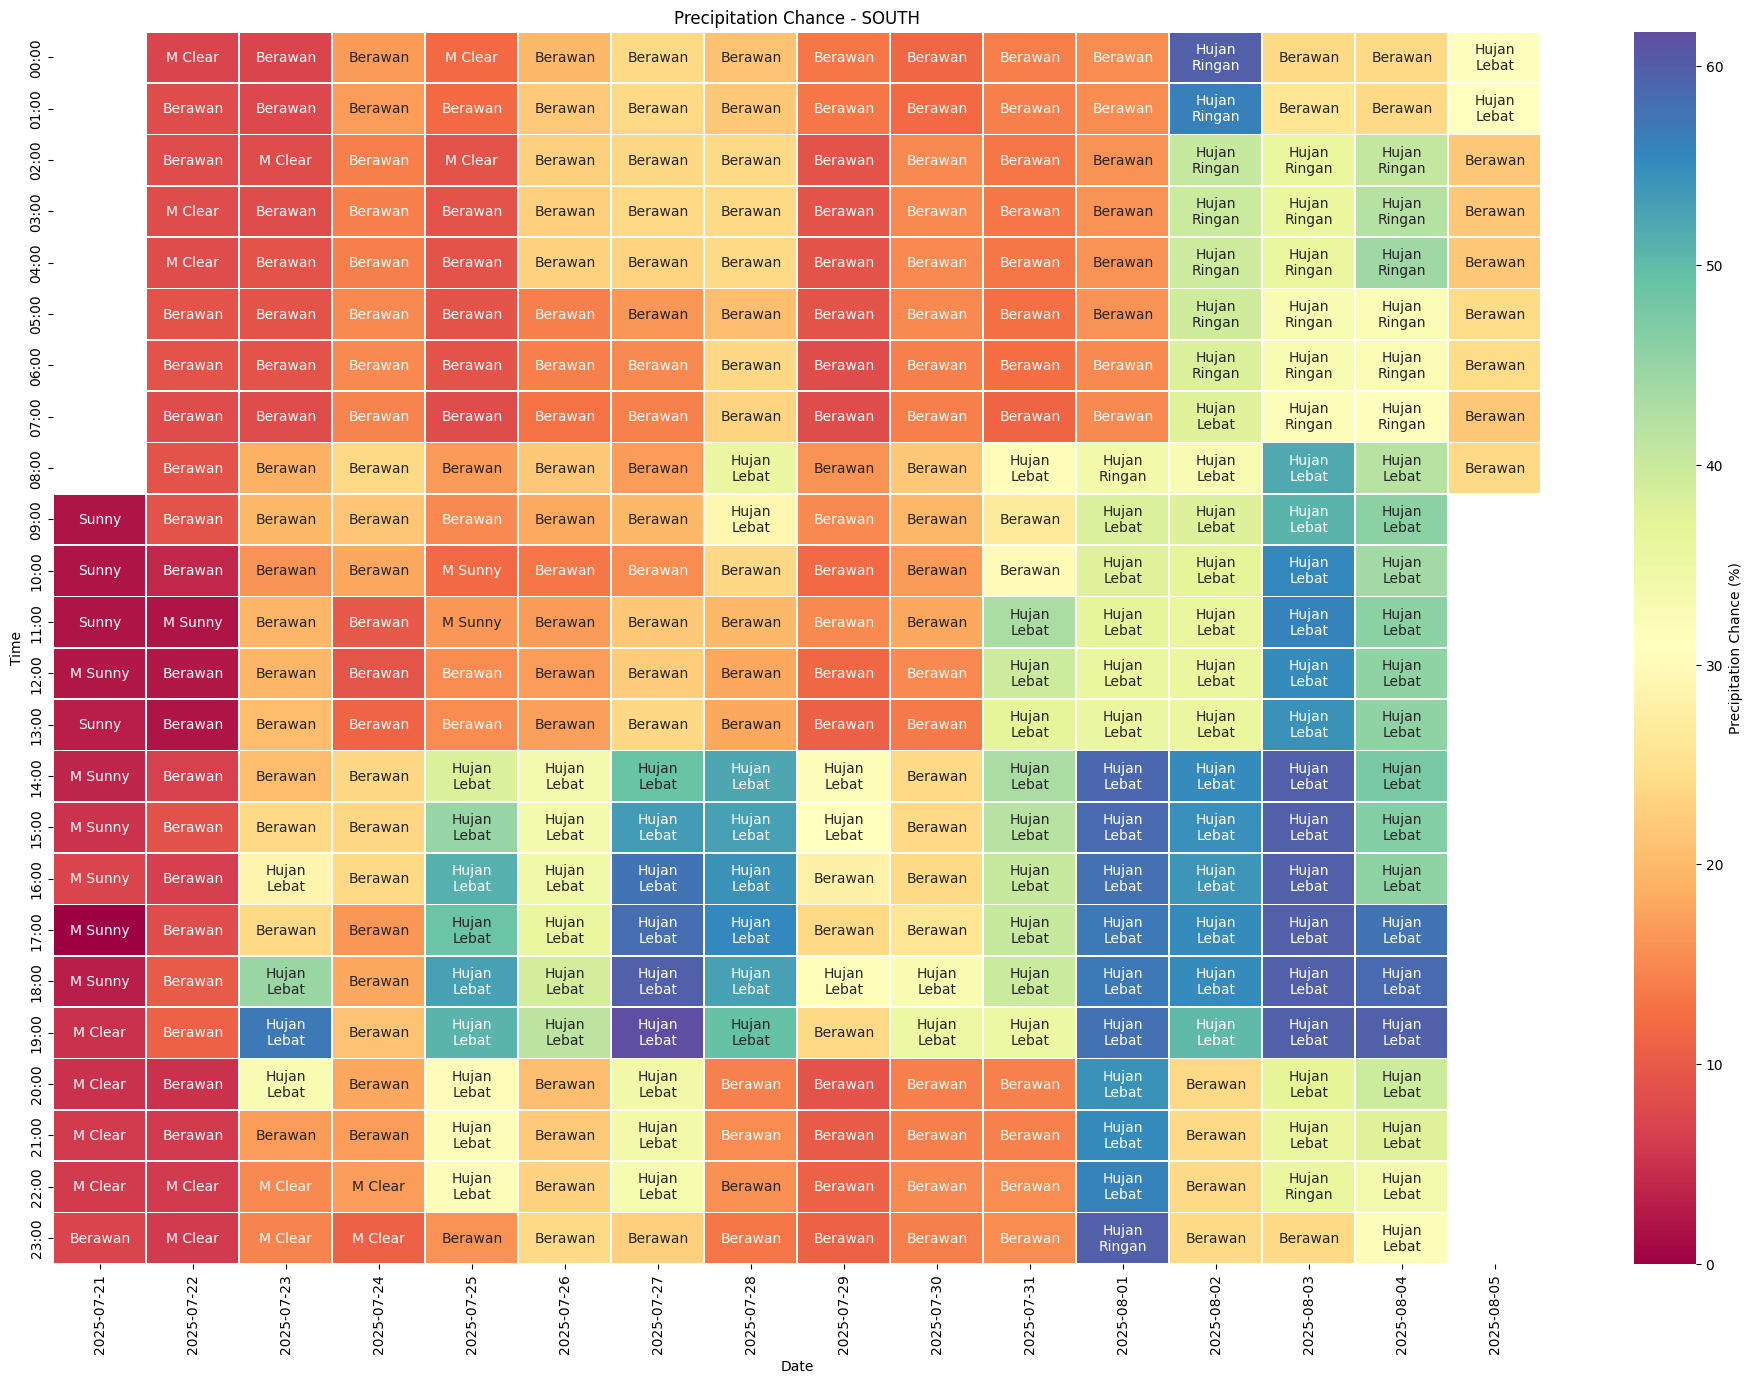 Precipitation Chance - SOUTH
00:00 M Clear Berawan Berawan M Clear Berawan Berawan Berawan Berawan Berawan Berawan Berawan Hujan Ringan Berawan Berawan Hujan Lebat
01:00 Berawan Berawan Berawan Berawan Berawan Berawan Berawan Berawan Berawan Berawan Berawan Hujan Ringan Berawan Berawan Hujan Lebat
02:00 Berawan M Clear Berawan M Clear Berawan Berawan Berawan Berawan Berawan Berawan Berawan Hujan Ringan Hujan Ringan Hujan Ringan Berawan
03:00 M Clear Berawan Berawan Berawan Berawan Berawan Berawan Berawan Berawan Berawan Berawan Hujan Ringan Hujan Ringan Hujan Ringan Berawan
04:00 M Clear Berawan Berawan Berawan Berawan Berawan Berawan Berawan Berawan Berawan Berawan Hujan Ringan Hujan Ringan Hujan Ringan Berawan
05:00 Berawan Berawan Berawan Berawan Berawan Berawan Berawan Berawan Berawan Berawan Berawan Hujan Ringan Hujan Ringan Hujan Ringan Berawan
06:00 Berawan Berawan Berawan Berawan Berawan Berawan Berawan Berawan Berawan Berawan Berawan Hujan Ringan Hujan Ringan Hujan Ringan Berawan
07:00 Berawan Berawan Berawan Berawan Berawan Berawan Berawan Berawan Berawan Berawan Berawan Hujan Lebat Hujan Ringan Hujan Ringan Berawan
08:00 Berawan Berawan Berawan Berawan Berawan Berawan Hujan Lebat Berawan Berawan Hujan Lebat Hujan Ringan Hujan Lebat Hujan Lebat Hujan Lebat Berawan
09:00 Sunny Berawan Berawan Berawan Berawan Berawan Berawan Hujan Lebat Berawan Berawan Berawan Hujan Lebat Hujan Lebat Hujan Lebat Hujan Lebat
10:00 Sunny Berawan Berawan Berawan M Sunny Berawan Berawan Berawan Berawan Berawan Berawan Hujan Lebat Hujan Lebat Hujan Lebat Hujan Lebat
11:00 Sunny M Sunny Berawan Berawan M Sunny Berawan Berawan Berawan Berawan Berawan Hujan Lebat Hujan Lebat Hujan Lebat Hujan Lebat Hujan Lebat
12:00 M Sunny Berawan Berawan Berawan Berawan Berawan Berawan Berawan Berawan Berawan Hujan Lebat Hujan Lebat Hujan Lebat Hujan Lebat Hujan Lebat
13:00 Sunny Berawan Berawan Berawan Berawan Berawan Berawan Berawan Berawan Berawan Hujan Lebat Hujan Lebat Hujan Lebat Hujan Lebat Hujan Lebat
14:00 M Sunny Berawan Berawan Berawan Hujan Lebat Hujan Lebat Hujan Lebat Hujan Lebat Hujan Lebat Berawan Hujan Lebat Hujan Lebat Hujan Lebat Hujan Lebat Hujan Lebat
15:00 M Sunny Berawan Berawan Berawan Hujan Lebat Hujan Lebat Hujan Lebat Hujan Lebat Hujan Lebat Berawan Hujan Lebat Hujan Lebat Hujan Lebat Hujan Lebat Hujan Lebat
16:00 M Sunny Berawan Hujan Lebat Berawan Hujan Lebat Hujan Lebat Hujan Lebat Hujan Lebat Berawan Berawan Hujan Lebat Hujan Lebat Hujan Lebat Hujan Lebat Hujan Lebat
17:00 M Sunny Berawan Berawan Berawan Hujan Lebat Hujan Lebat Hujan Lebat Hujan Lebat Berawan Berawan Hujan Lebat Hujan Lebat Hujan Lebat Hujan Lebat Hujan Lebat
18:00 M Sunny Berawan Hujan Lebat Berawan Hujan Lebat Hujan Lebat Hujan Lebat Hujan Lebat Hujan Lebat Hujan Lebat Hujan Lebat Hujan Lebat Hujan Lebat Hujan Lebat Hujan Lebat
19:00 M Clear Berawan Hujan Lebat Berawan Hujan Lebat Hujan Lebat Hujan Lebat Hujan Lebat Berawan Hujan Lebat Hujan Lebat Hujan Lebat Hujan Lebat Hujan Lebat Hujan Lebat
20:00 M Clear Berawan Hujan Lebat Berawan Hujan Lebat Berawan Hujan Lebat Berawan Berawan Berawan Berawan Hujan Lebat Berawan Hujan Lebat Hujan Lebat
21:00 M Clear Berawan Berawan Berawan Hujan Lebat Berawan Hujan Lebat Berawan Berawan Berawan Berawan Hujan Lebat Berawan Hujan Lebat Hujan Lebat
22:00 M Clear M Clear M Clear M Clear Hujan Lebat Berawan Hujan Lebat Berawan Berawan Berawan Berawan Hujan Lebat Berawan Hujan Ringan Hujan Lebat
23:00 Berawan M Clear M Clear M Clear Berawan Berawan Berawan Berawan Berawan Berawan Berawan Hujan Ringan Berawan Berawan Hujan Lebat
Time
2025-07-21 2025-07-22 2025-07-23 2025-07-24 2025-07-25 2025-07-26 2025-07-27 2025-07-28 2025-07-29 2025-07-30 2025-07-31 2025-08-01 2025-08-02 2025-08-03 2025-08-04 2025-08-05
Date
60
50
40
30
20
10
0
Precipitation Chance (%)